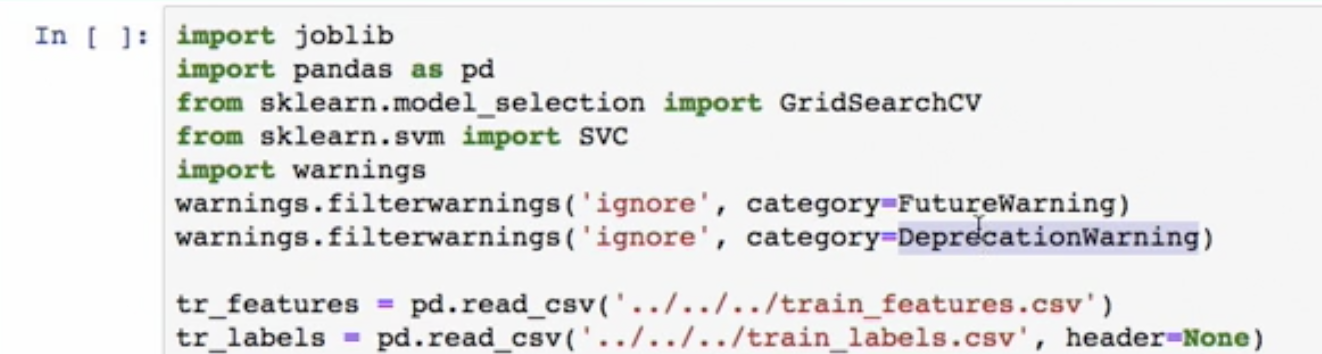 In [ ]: import joblib
import pandas as pd
from sklearn.model_selection import GridSearchCV
from sklearn.svm import SVC
import warnings
warnings.filterwarnings('ignore', category=FutureWarning)
warnings.filterwarnings('ignore', category=DeprecationWarning)
tr_features = pd.read_csv('../../../train_features.csv')
tr_labels = pd.read_csv('../../../train_labels.csv', header=None)